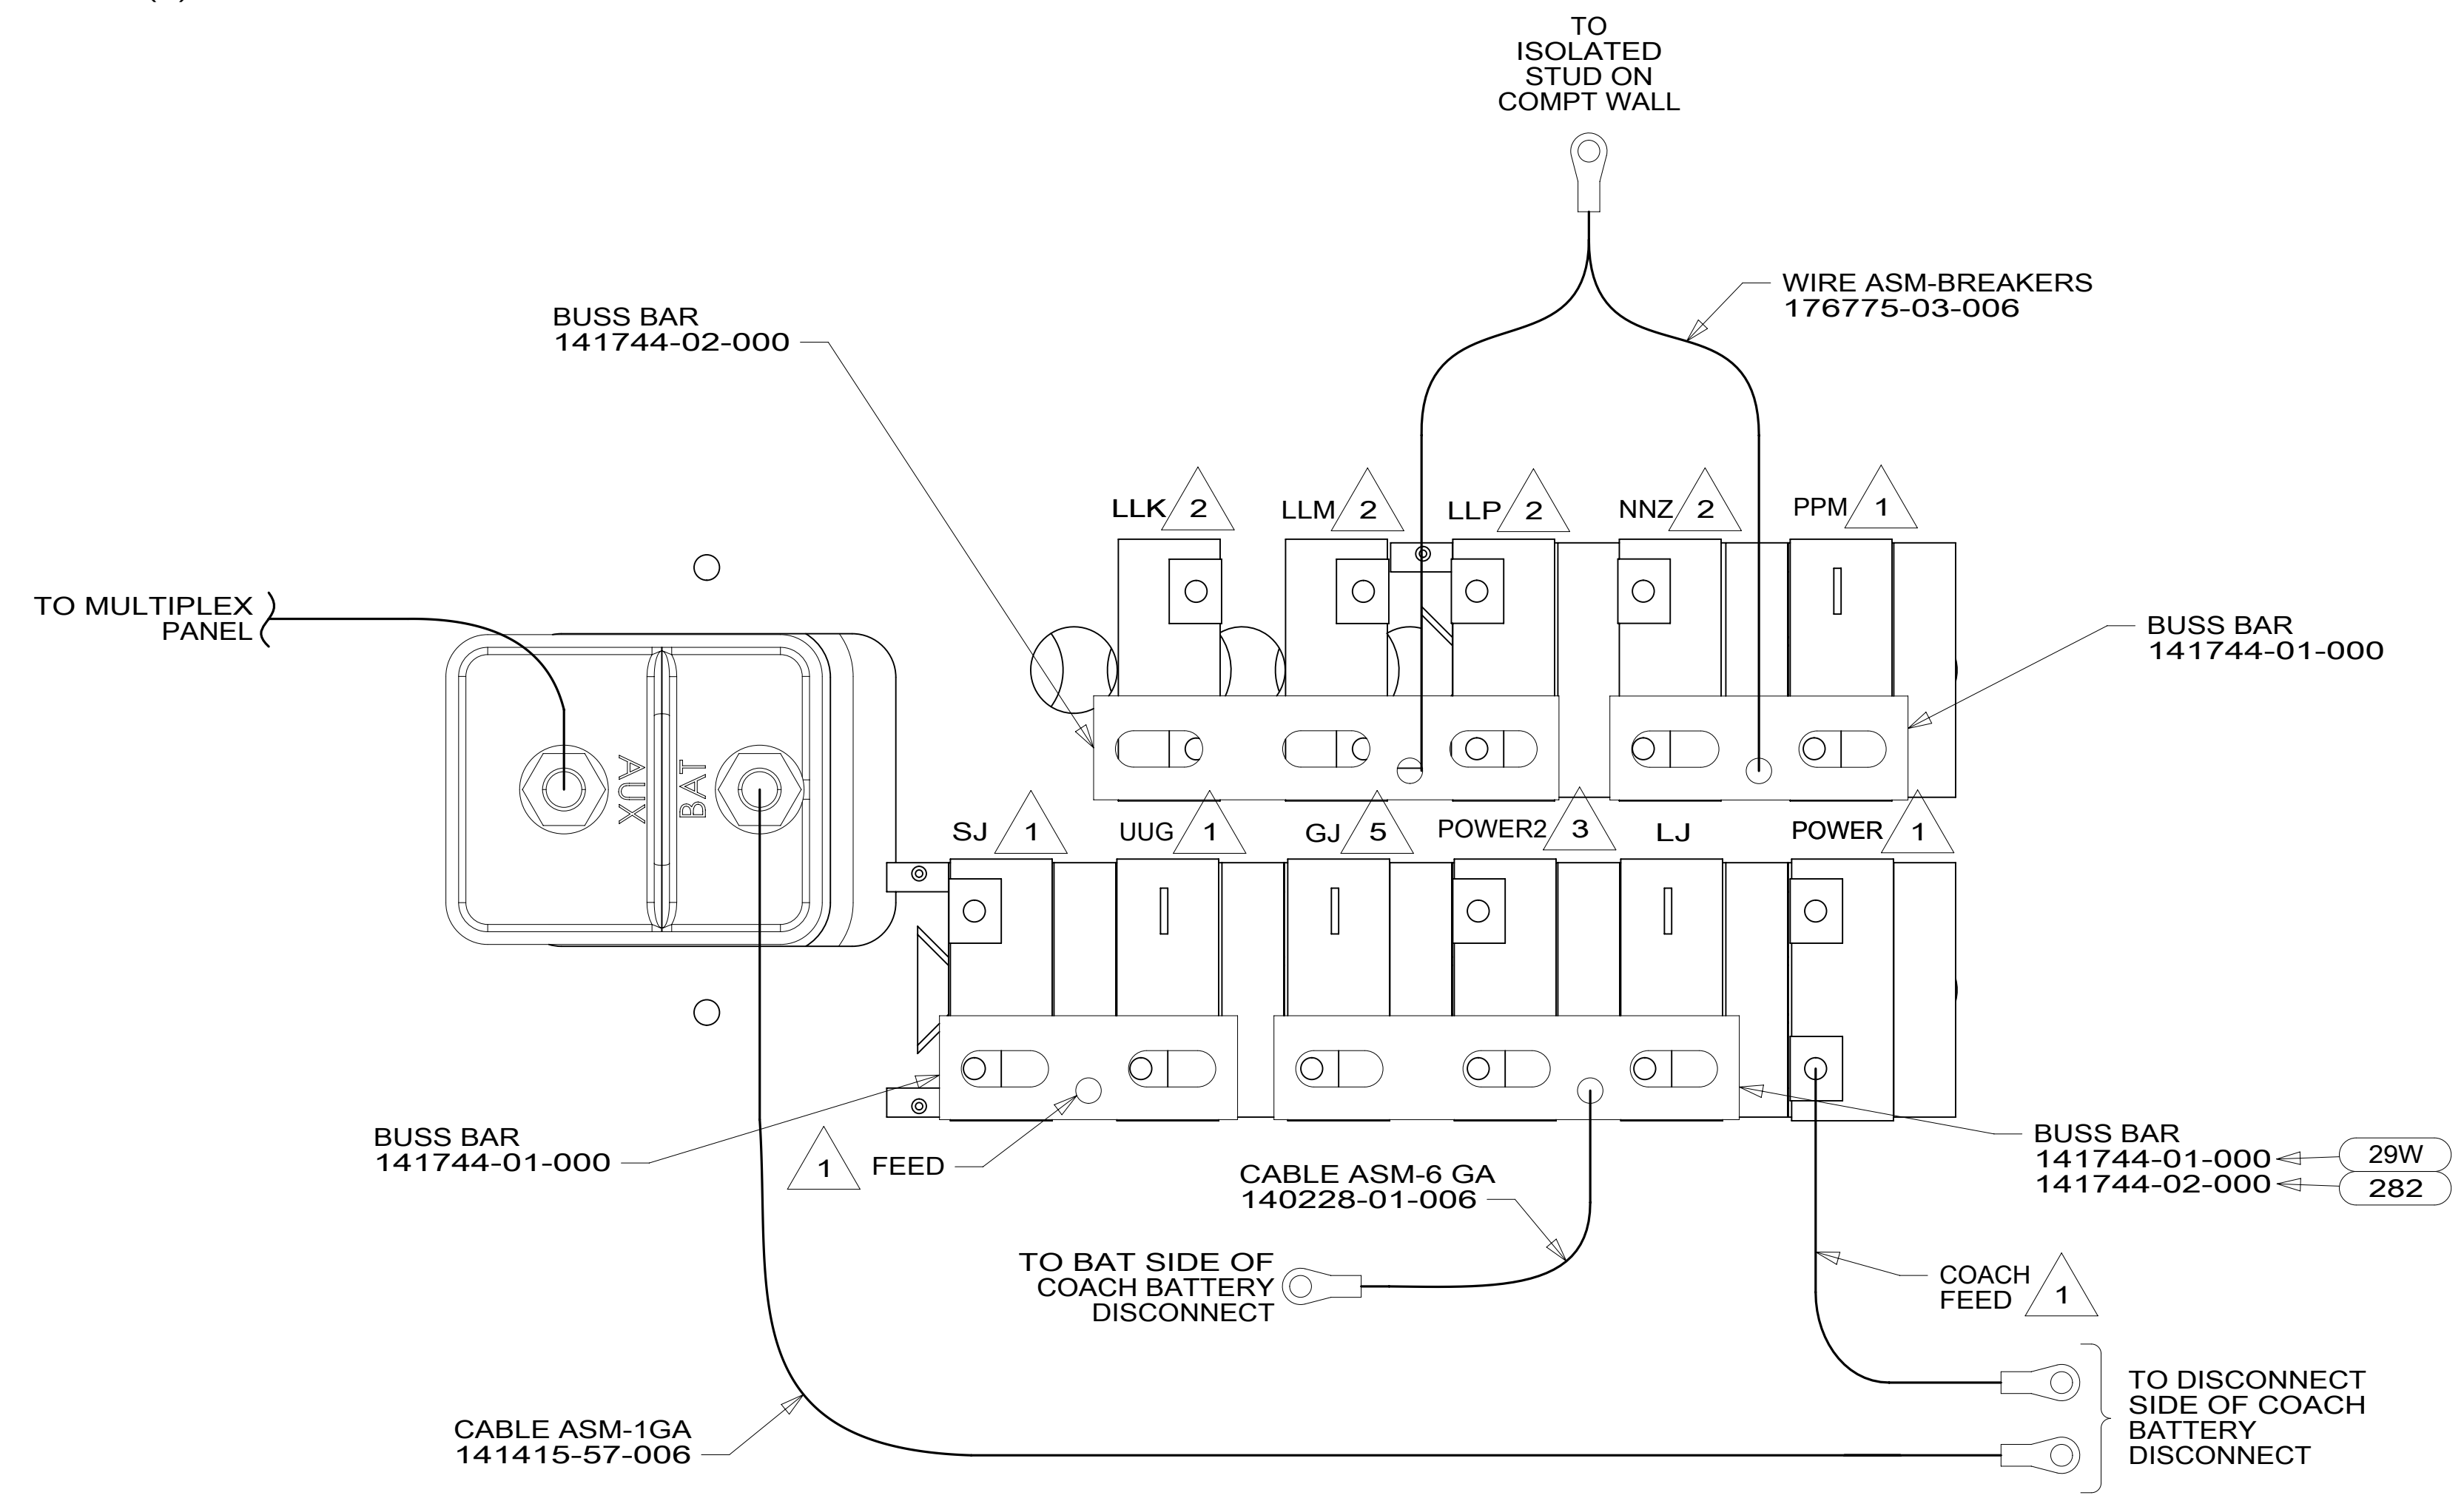 TO
ISOLATED
STUD ON
COMPT WALL
WIRE ASM-BREAKERS
176775-03-006
BUSS BAR
141744-02-000
LLK 2
LLM 2
LLP 2
NNZ 2
PPM 1
TO MULTIPLEX
PANEL
BUSS BAR
141744-01-000
AUX
BAT
SJ 1
UUG 1
GJ 5
POWER2 3
LJ
POWER 1
BUSS BAR
141744-01-000
1 FEED
CABLE ASM-6 GA
140228-01-006
BUSS BAR
141744-01-000 29W
141744-02-000 282
TO BAT SIDE OF
COACH BATTERY
DISCONNECT
COACH
FEED 1
CABLE ASM-1GA
141415-57-006
TO DISCONNECT
SIDE OF COACH
BATTERY
DISCONNECT